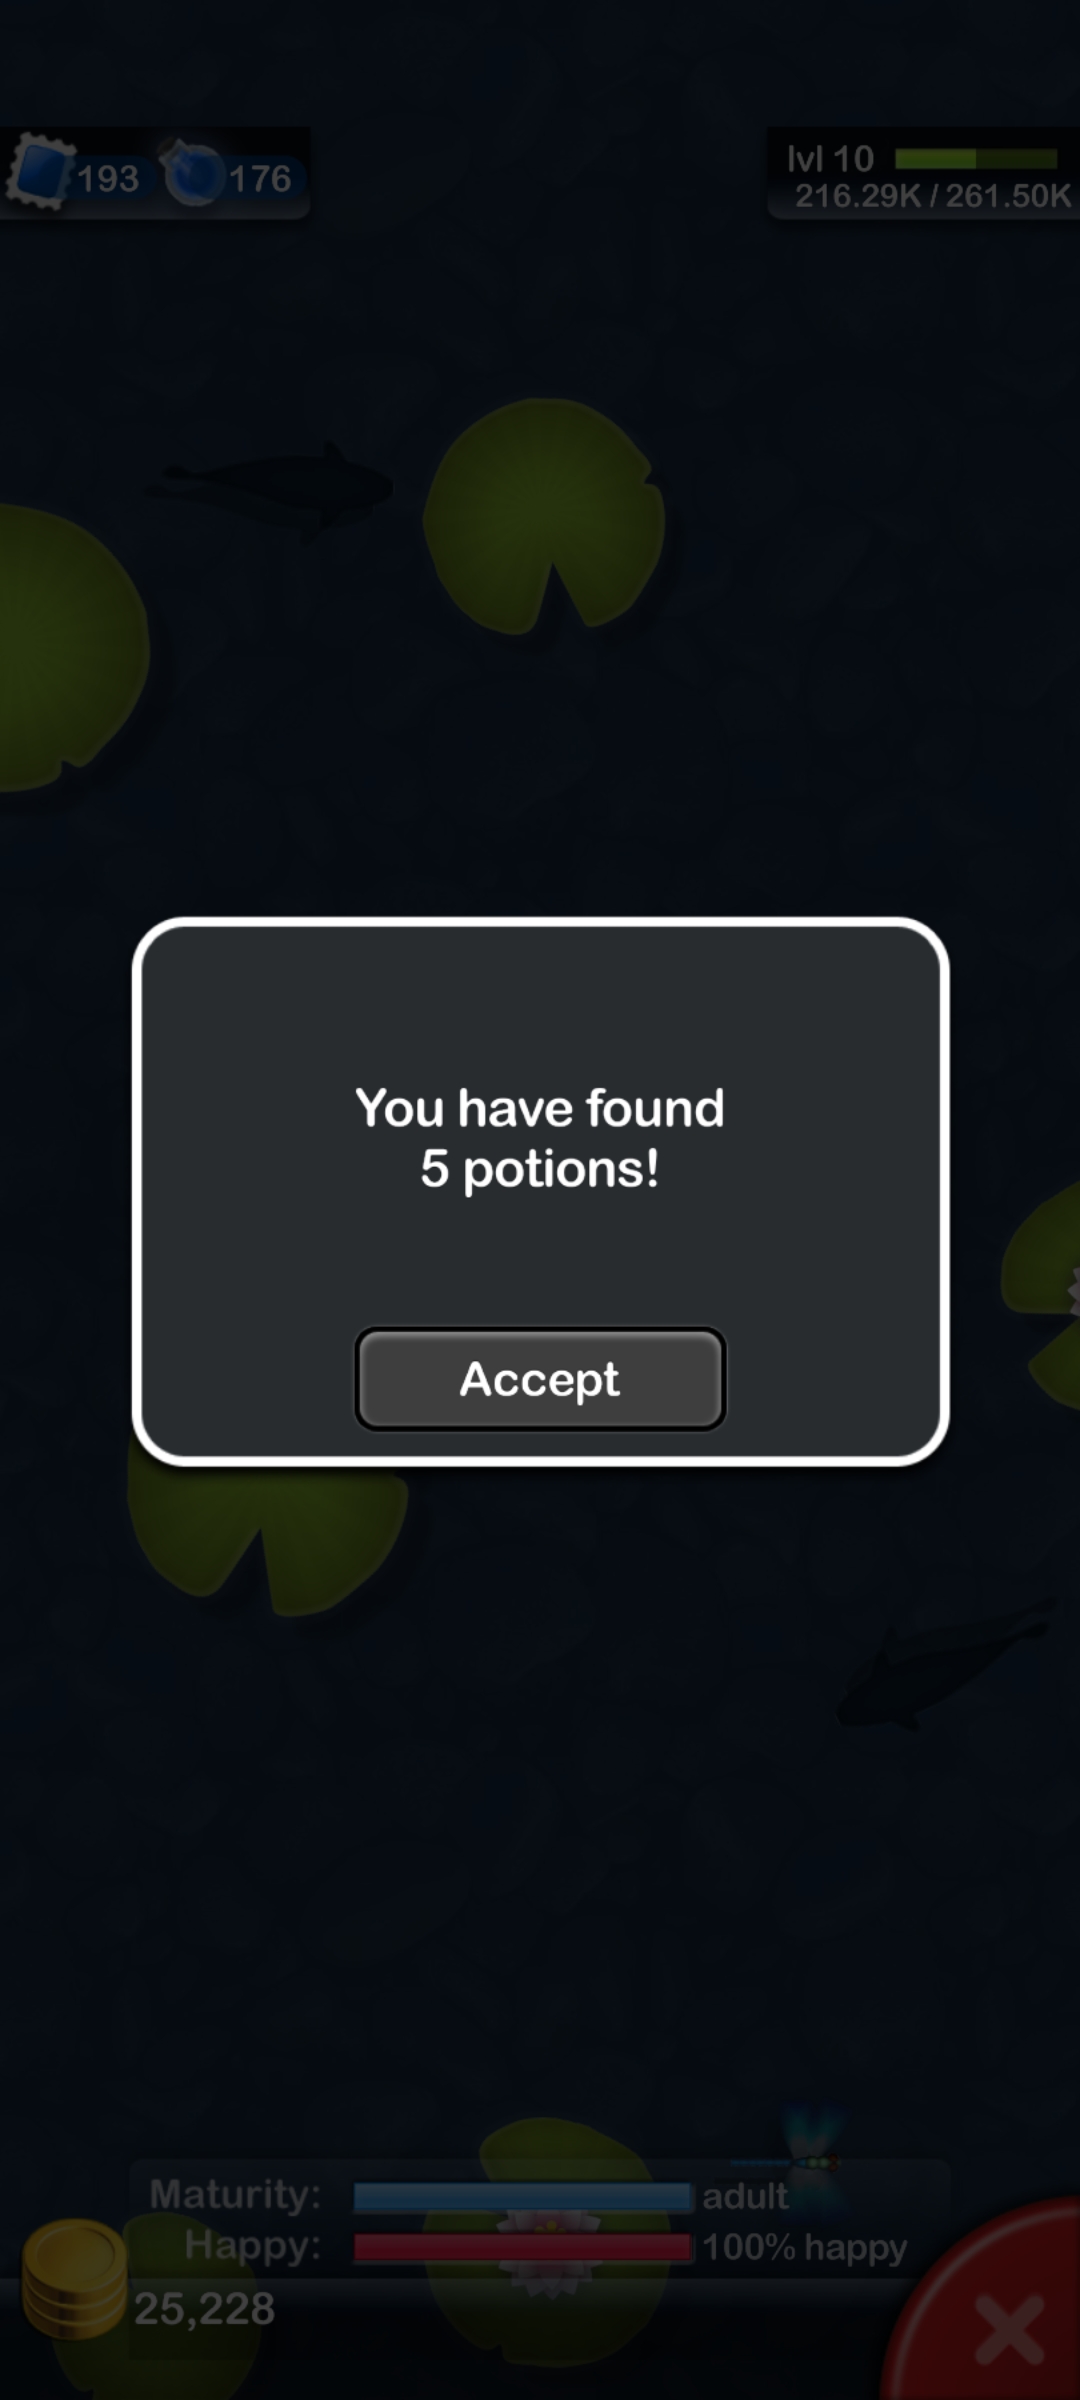 193 176
lvl 10
216.29K / 261.50K
You have found
5 potions!
Accept
Maturity: adult
Happy: 100% happy
25,228